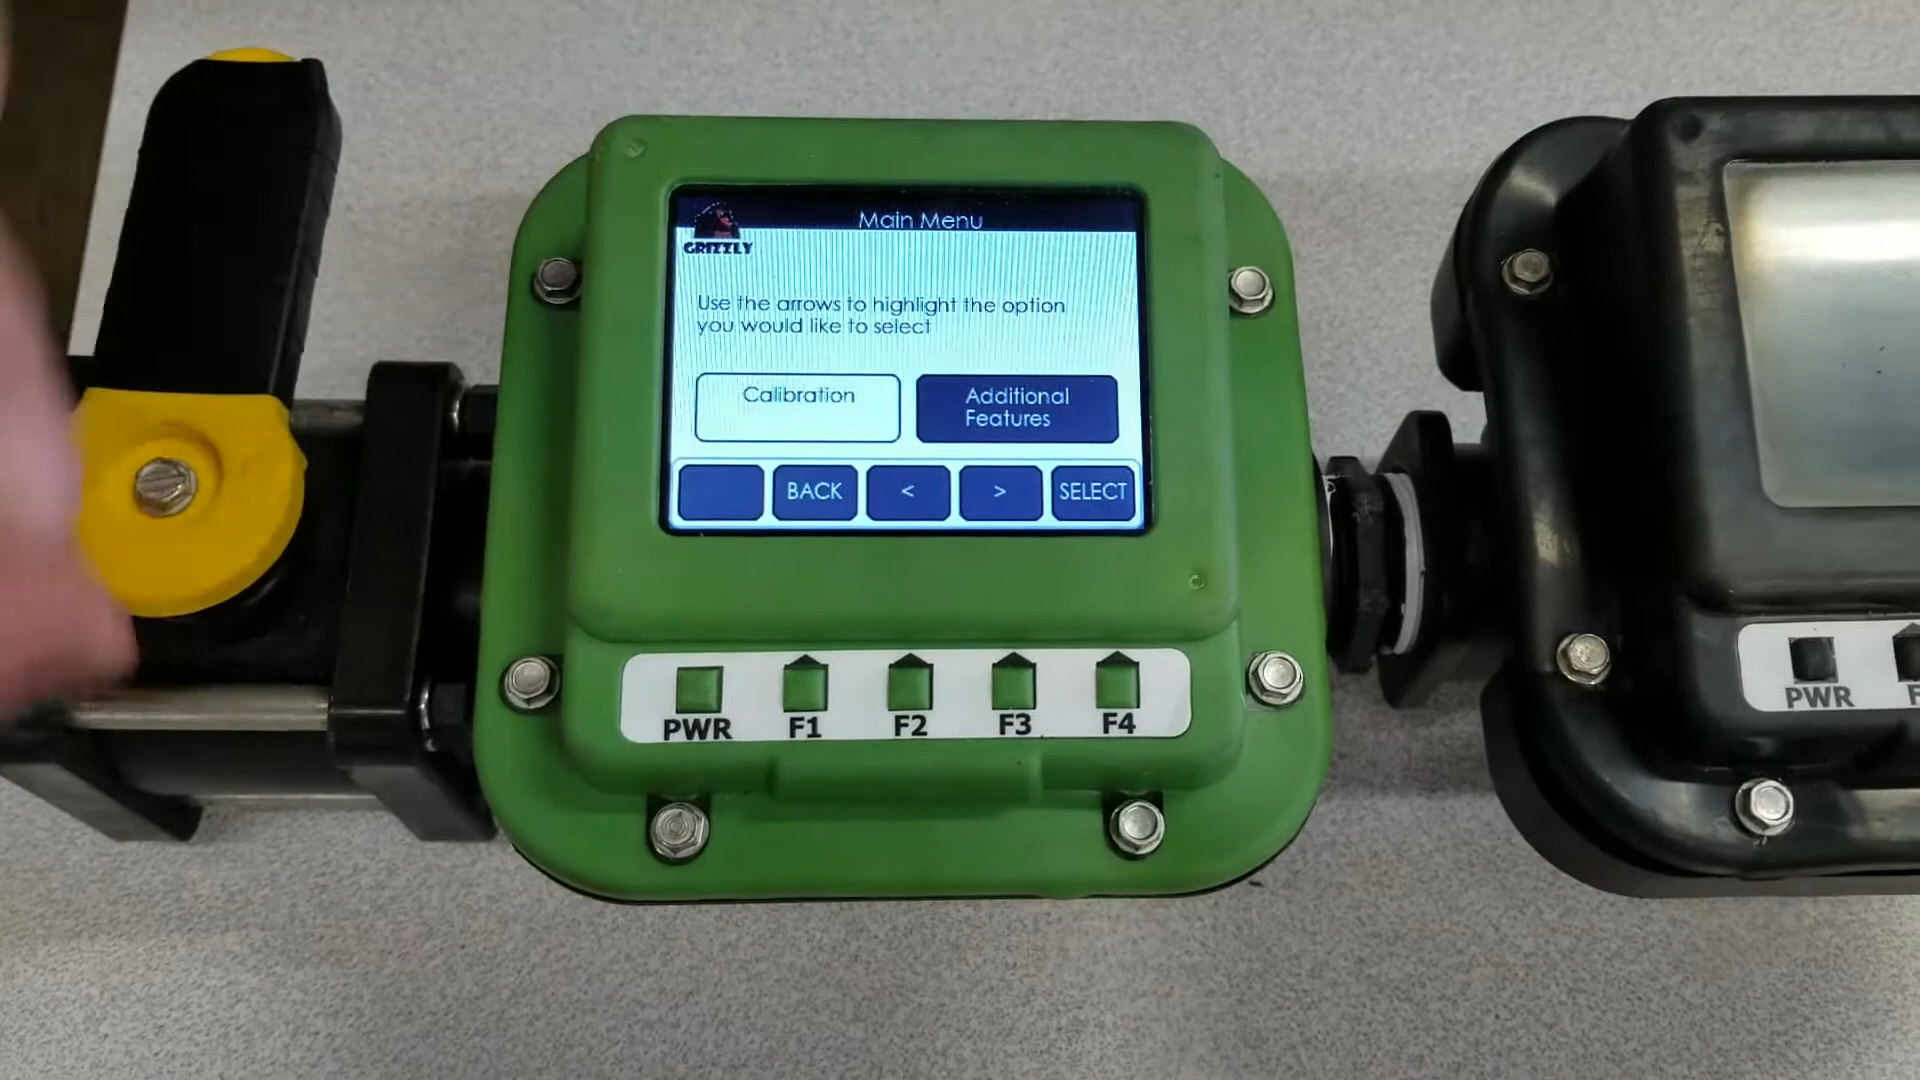 Main Menu
GRIZZLY
Use the arrows to highlight the option
you would like to select
Calibration
Additional
Features
BACK
<
>
SELECT
PWR
F1
F2
F3
F4
PWR